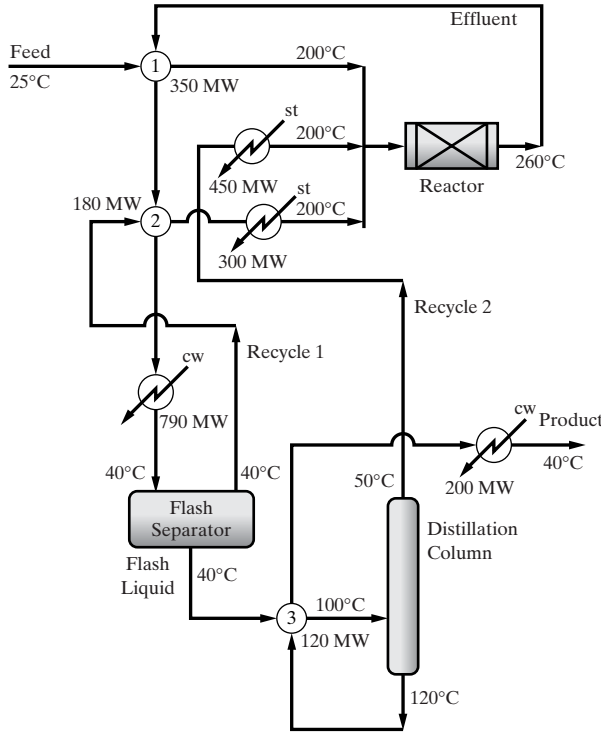 Effluent
Feed
200°C
1
25°C
350 MW
st
200°C
450 MW
260°C
Reactor
180 MW
st
2
200°C
300 MW
Recycle 2
Recycle 1
cw
790 MW
cw
Product
40°C
40°C
50°C
200 MW
40°C
Flash
Separator
Distillation
Column
Flash
Liquid
40°C
100°C
3
120 MW
120°C